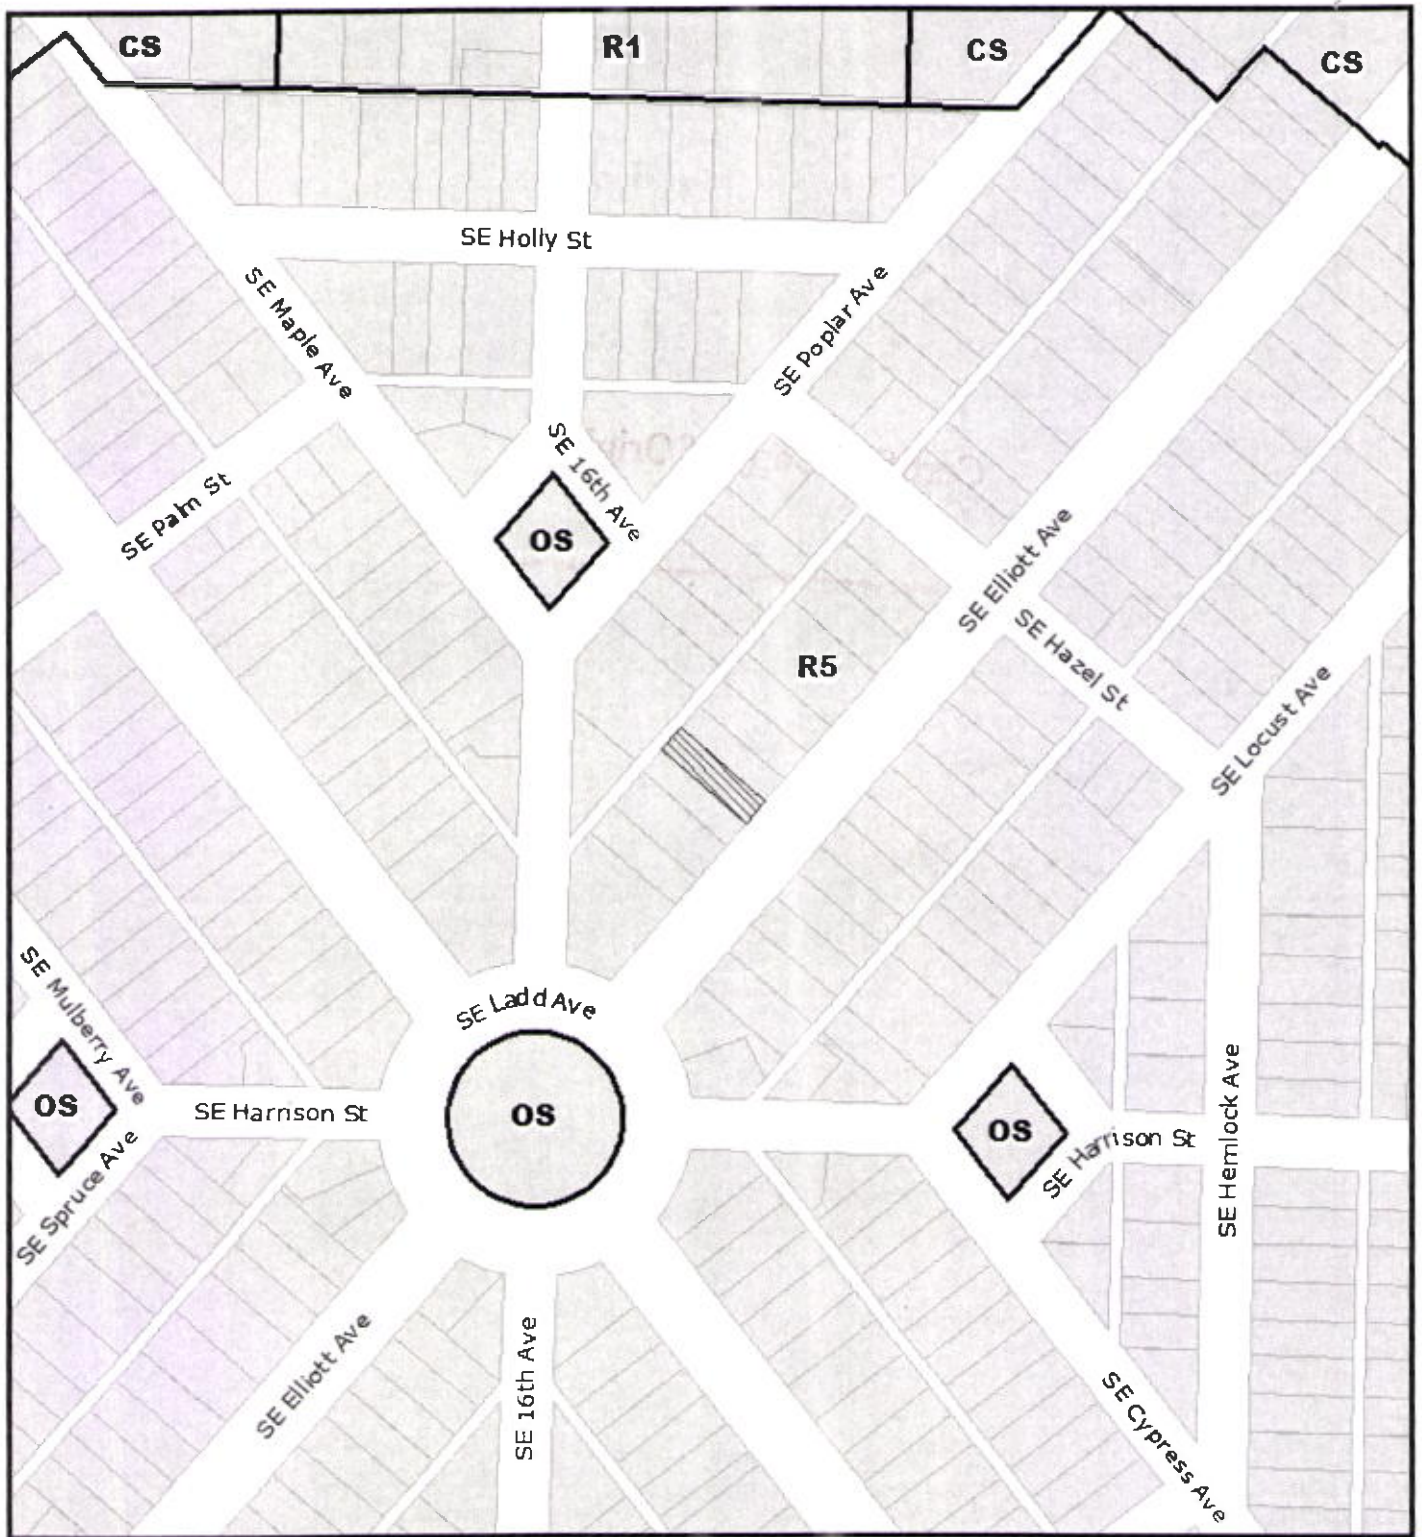 CS
R1
CS
CS
SE Holly St
SE Maple Ave
SE Poplar Ave
SE 16th Ave
SE Palm St
OS
SE Elliott Ave
SE Hazel St
R5
SE Locust Ave
SE Mulberry Ave
SE Ladd Ave
OS
SE Harrison St
OS
OS
SE Harrison St
SE Hemlock Ave
SE Spruce Ave
SE Elliott Ave
SE 16th Ave
SE Cypress Ave